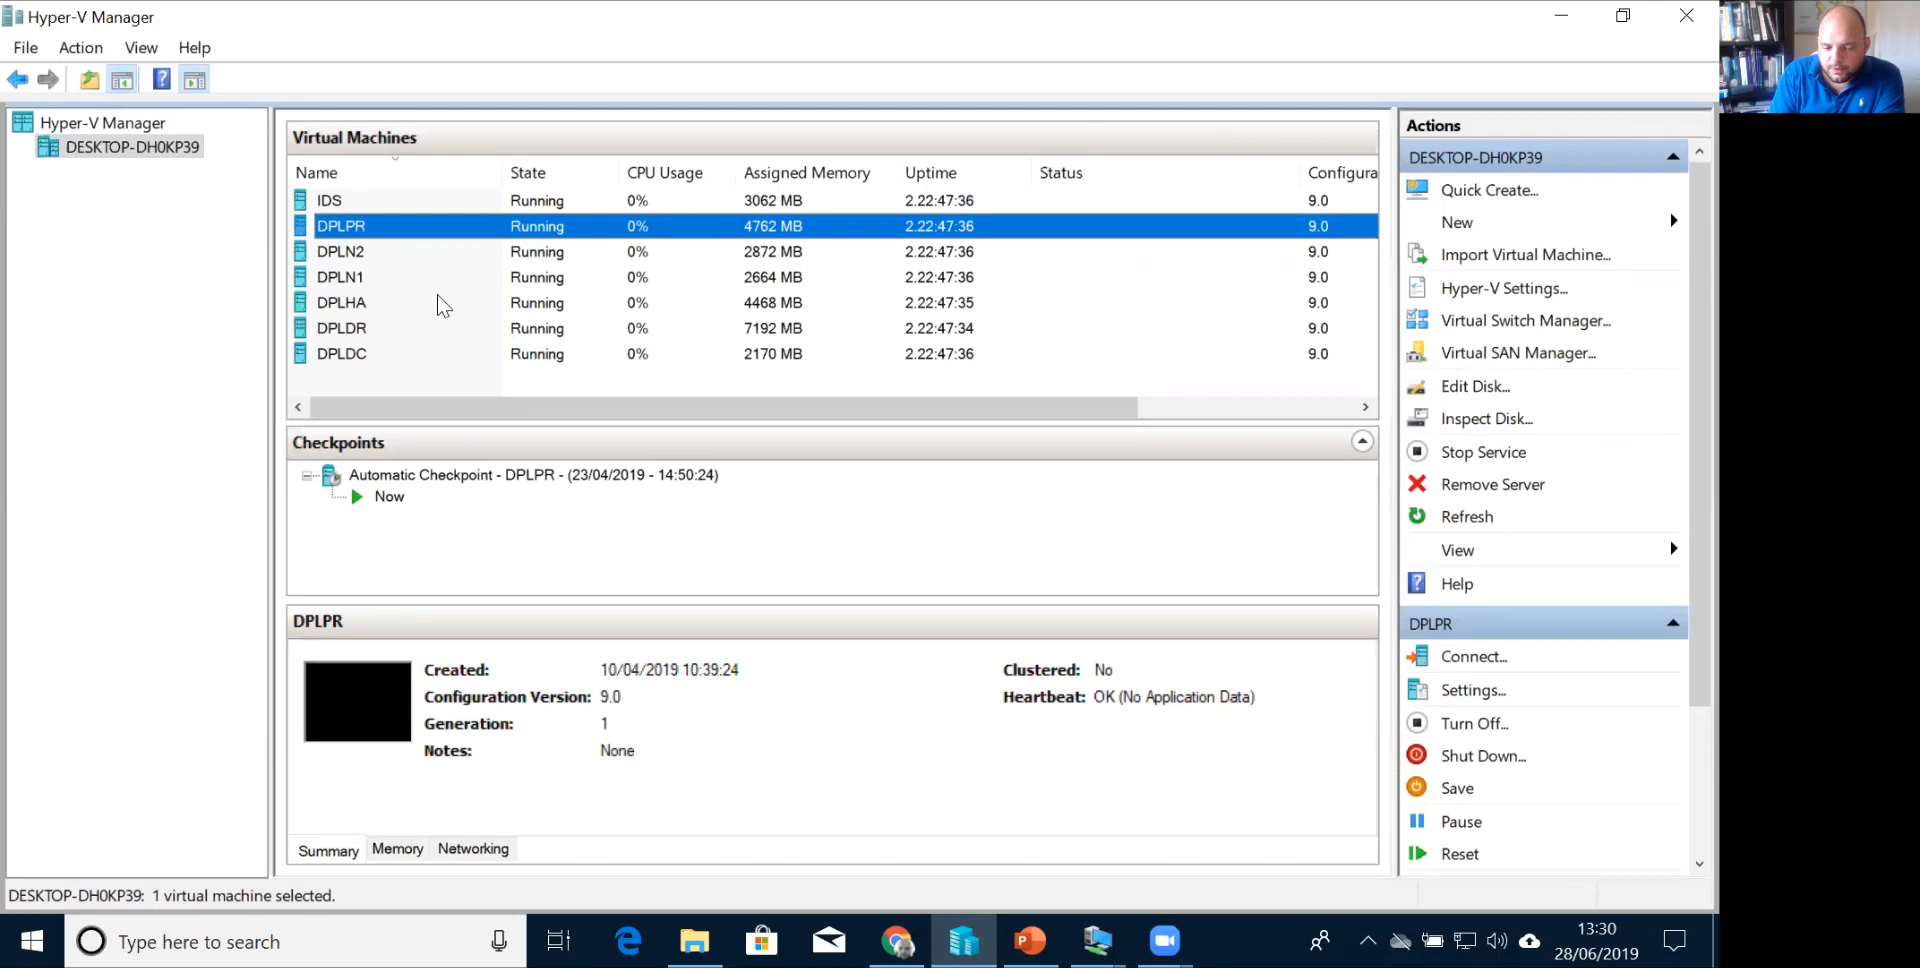 Hyper-V Manager
File Action View Help
Hyper-V Manager
DESKTOP-DH0KP39
Virtual Machines
Name State CPU Usage Assigned Memory Uptime Status Configura
IDS Running 0% 3062 MB 2.22:47:36 9.0
DPLPR Running 0% 4762 MB 2.22:47:36 9.0
DPLN2 Running 0% 2872 MB 2.22:47:36 9.0
DPLN1 Running 0% 2664 MB 2.22:47:36 9.0
DPLHA Running 0% 4468 MB 2.22:47:35 9.0
DPLDR Running 0% 7192 MB 2.22:47:34 9.0
DPLDC Running 0% 2170 MB 2.22:47:36 9.0
Checkpoints
Automatic Checkpoint - DPLPR - (23/04/2019 - 14:50:24)
Now
DPLPR
Created: 10/04/2019 10:39:24 Clustered: No
Configuration Version: 9.0 Heartbeat: OK (No Application Data)
Generation: 1
Notes: None
Summary Memory Networking
Actions
DESKTOP-DH0KP39
Quick Create...
New
Import Virtual Machine...
Hyper-V Settings...
Virtual Switch Manager...
Virtual SAN Manager...
Edit Disk...
Inspect Disk...
Stop Service
Remove Server
Refresh
View
Help
DPLPR
Connect...
Settings...
Turn Off...
Shut Down...
Save
Pause
Reset
DESKTOP-DH0KP39: 1 virtual machine selected.
Type here to search
13:30
28/06/2019